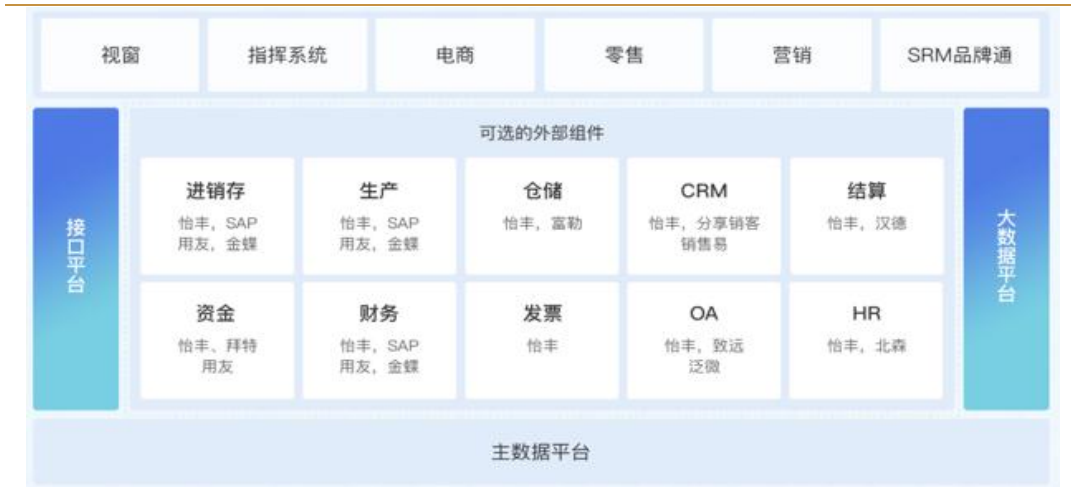 视窗
指挥系统
电商
零售
营销
SRM品牌通
接口平台
可选的外部组件
进销存
怡丰，SAP
用友，金蝶
生产
怡丰，SAP
用友，金蝶
仓储
怡丰，富勒
CRM
怡丰，分享销客
销售易
结算
怡丰，汉德
资金
怡丰、拜特
用友
财务
怡丰，SAP
用友，金蝶
发票
怡丰
OA
怡丰，致远
泛微
HR
怡丰，北森
大数据平台
主数据平台